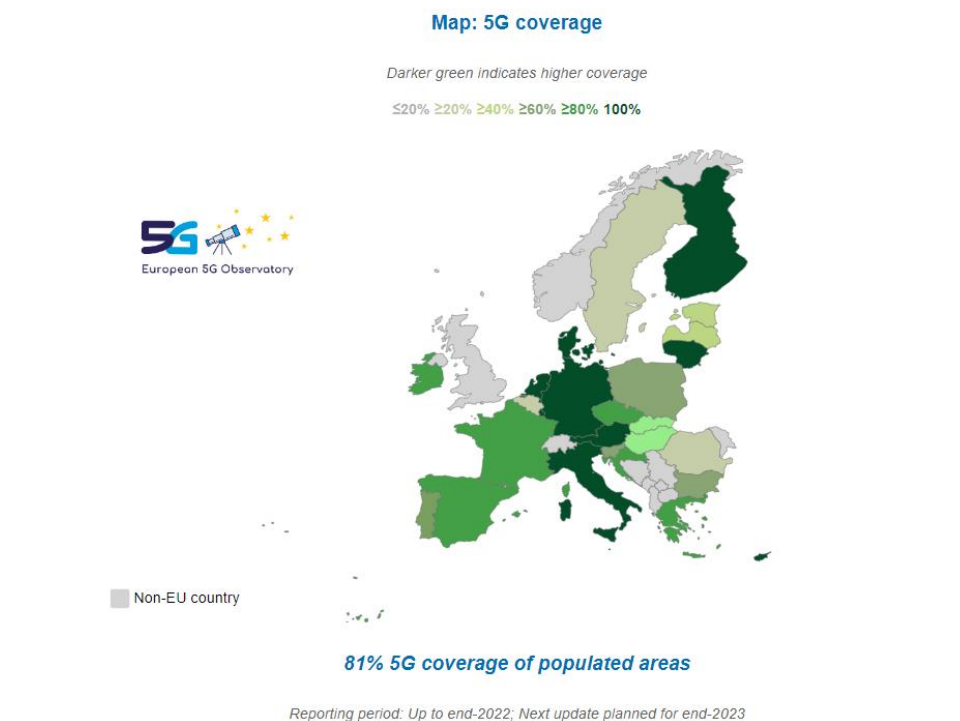 Map: 5G coverage
Darker green indicates higher coverage
≤20% ≥20% ≥40% ≥60% ≥80% 100%
5G
European 5G Observatory
Non-EU country
81% 5G coverage of populated areas
Reporting period: Up to end-2022; Next update planned for end-2023